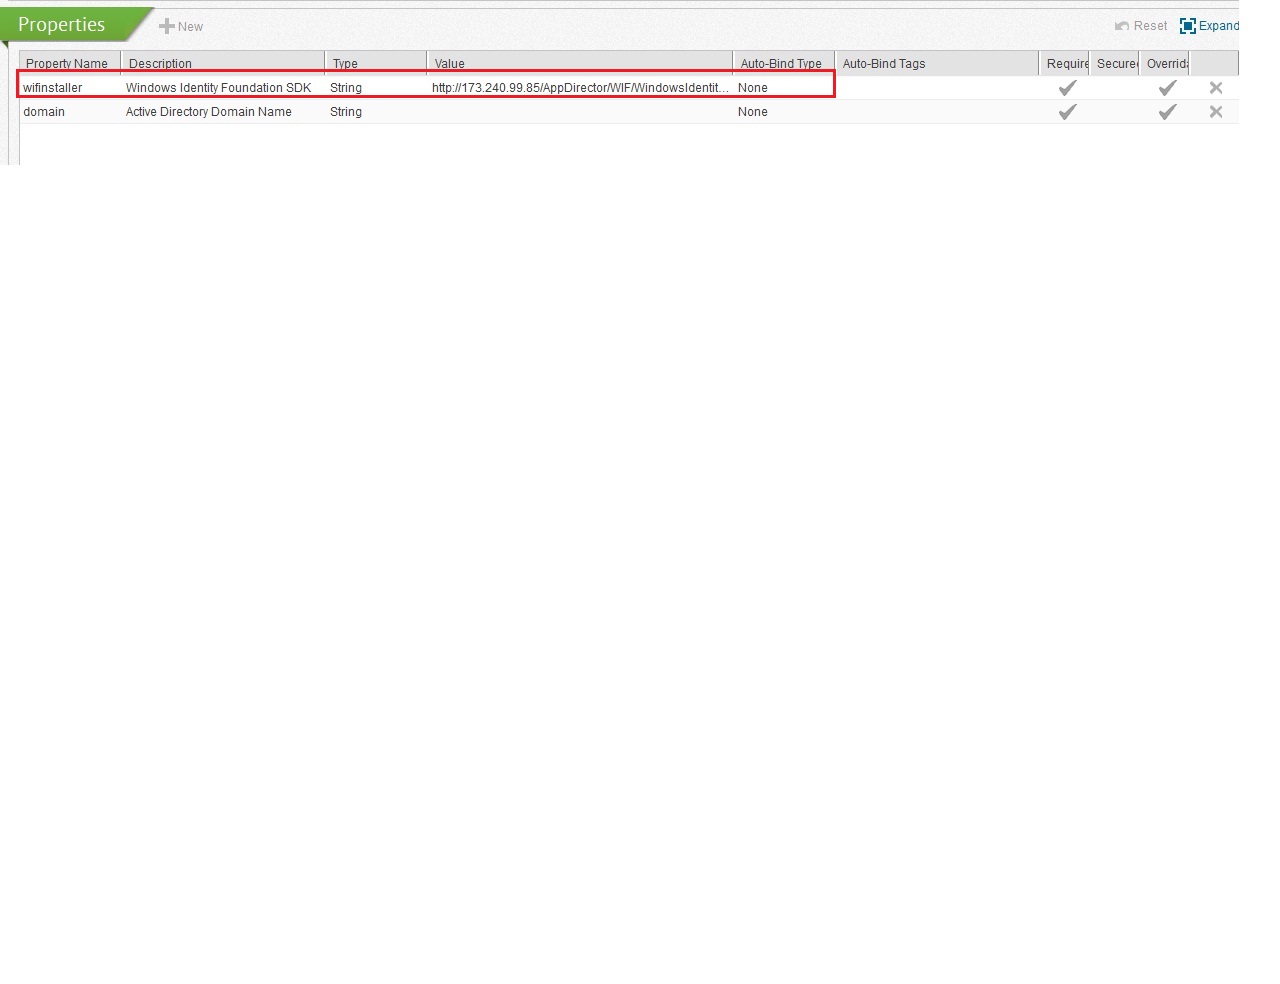 Properties New Reset Expand
Property Name Description Type Value Auto-Bind Type Auto-Bind Tags Require Secure Overrid
wifinstaller Windows Identity Foundation SDK String http://173.240.99.85/AppDirector/WIF/WindowsIdentit... None
domain Active Directory Domain Name String None